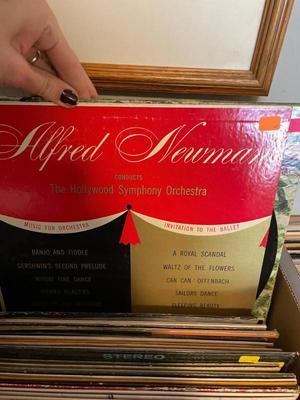 Alfred Newman
CONDUCTS
The Hollywood Symphony Orchestra
MUSIC FOR ORCHESTRA
BANJO AND FIDDLE
GERSHWIN'S SECOND PRELUDE
RITUAL FIRE DANCE
INVITATION TO THE BALLET
A ROYAL SCANDAL
WALTZ OF THE FLOWERS
CAN CAN: OFFENBACH
SAILORS DANCE
SLEEPING BEAUTY
STEREO